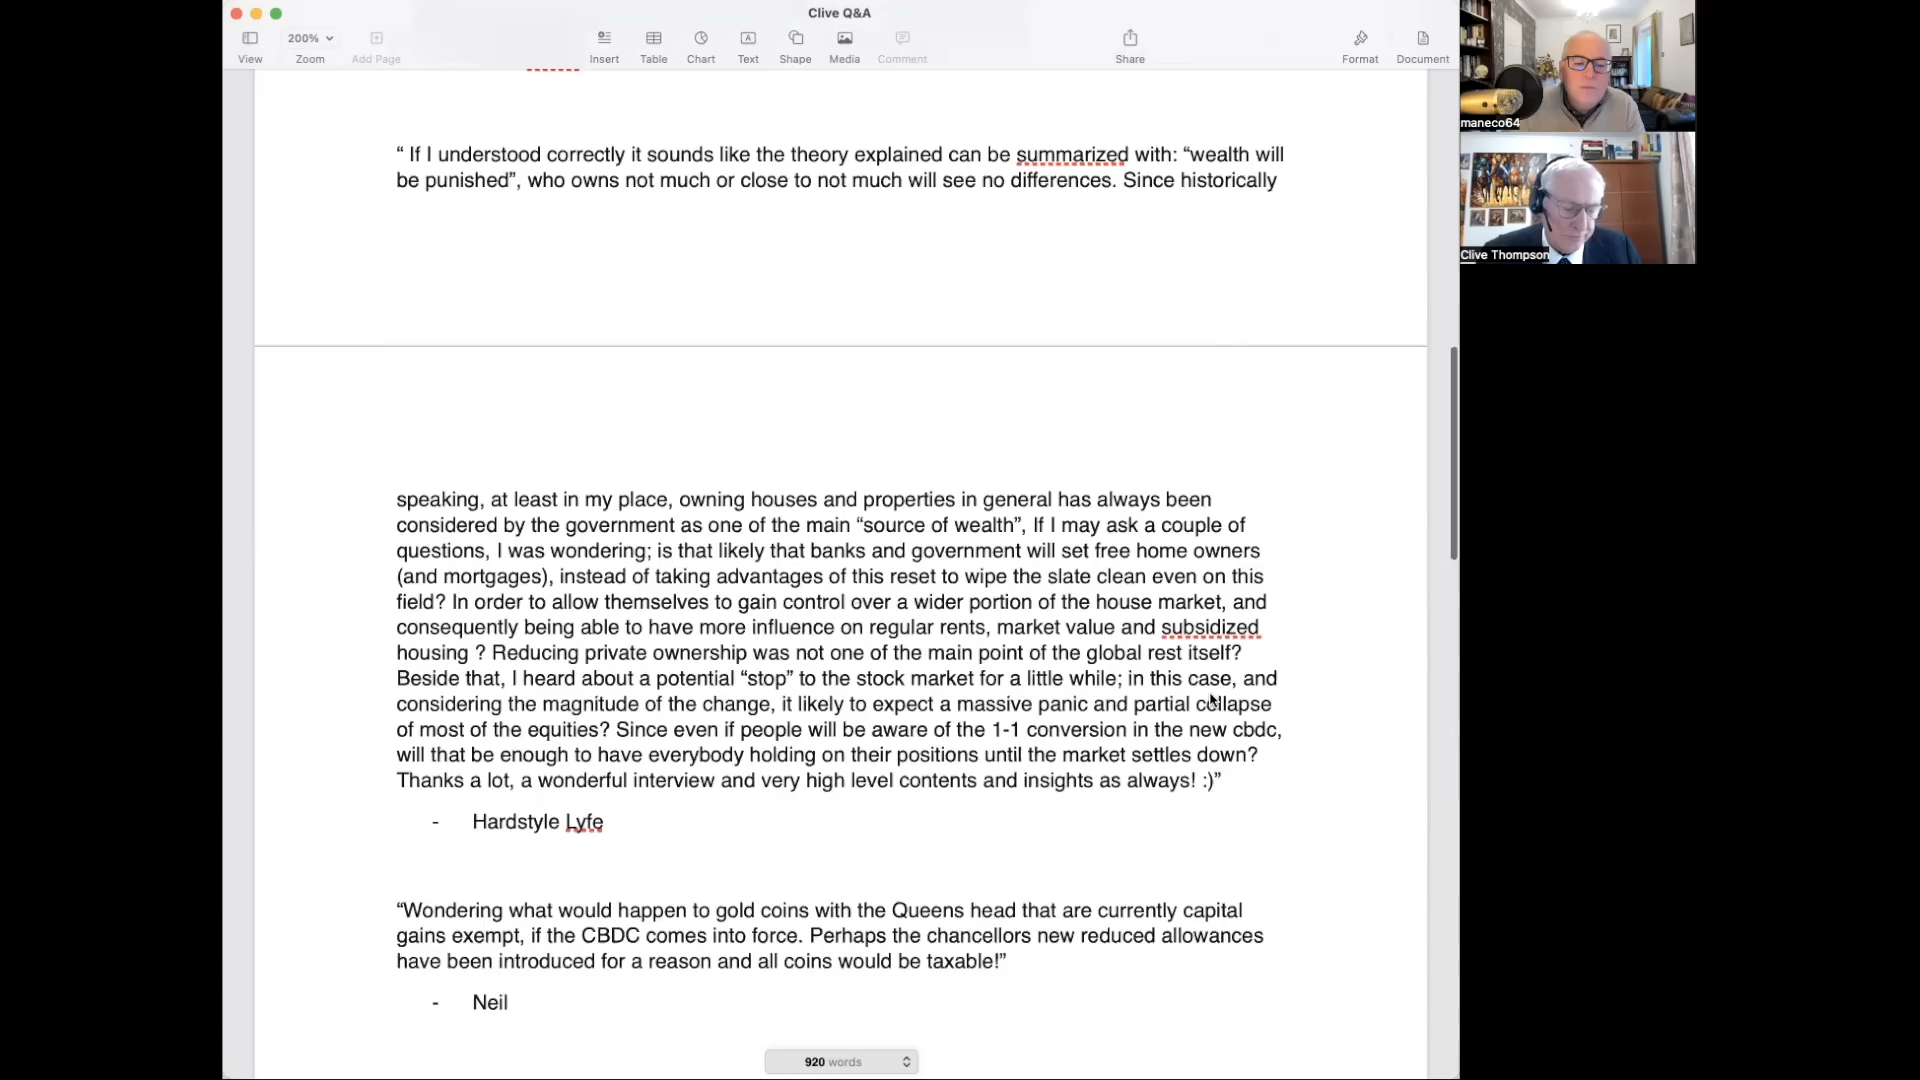 Clive Q&A
200%
View
Zoom
Add Page
Insert
Table
Chart
Text
Shape
Media
Comment
Share
Format
Document
maneco64
Clive Thompson
“ If I understood correctly it sounds like the theory explained can be summarized with: “wealth will
be punished”, who owns not much or close to not much will see no differences. Since historically
speaking, at least in my place, owning houses and properties in general has always been
considered by the government as one of the main “source of wealth”, If I may ask a couple of
questions, I was wondering; is that likely that banks and government will set free home owners
(and mortgages), instead of taking advantages of this reset to wipe the slate clean even on this
field? In order to allow themselves to gain control over a wider portion of the house market, and
consequently being able to have more influence on regular rents, market value and subsidized
housing ? Reducing private ownership was not one of the main point of the global rest itself?
Beside that, I heard about a potential “stop” to the stock market for a little while; in this case, and
considering the magnitude of the change, it likely to expect a massive panic and partial collapse
of most of the equities? Since even if people will be aware of the 1-1 conversion in the new cbdc,
will that be enough to have everybody holding on their positions until the market settles down?
Thanks a lot, a wonderful interview and very high level contents and insights as always! :)”
- Hardstyle Lyfe
“Wondering what would happen to gold coins with the Queens head that are currently capital
gains exempt, if the CBDC comes into force. Perhaps the chancellors new reduced allowances
have been introduced for a reason and all coins would be taxable!”
- Neil
920 words